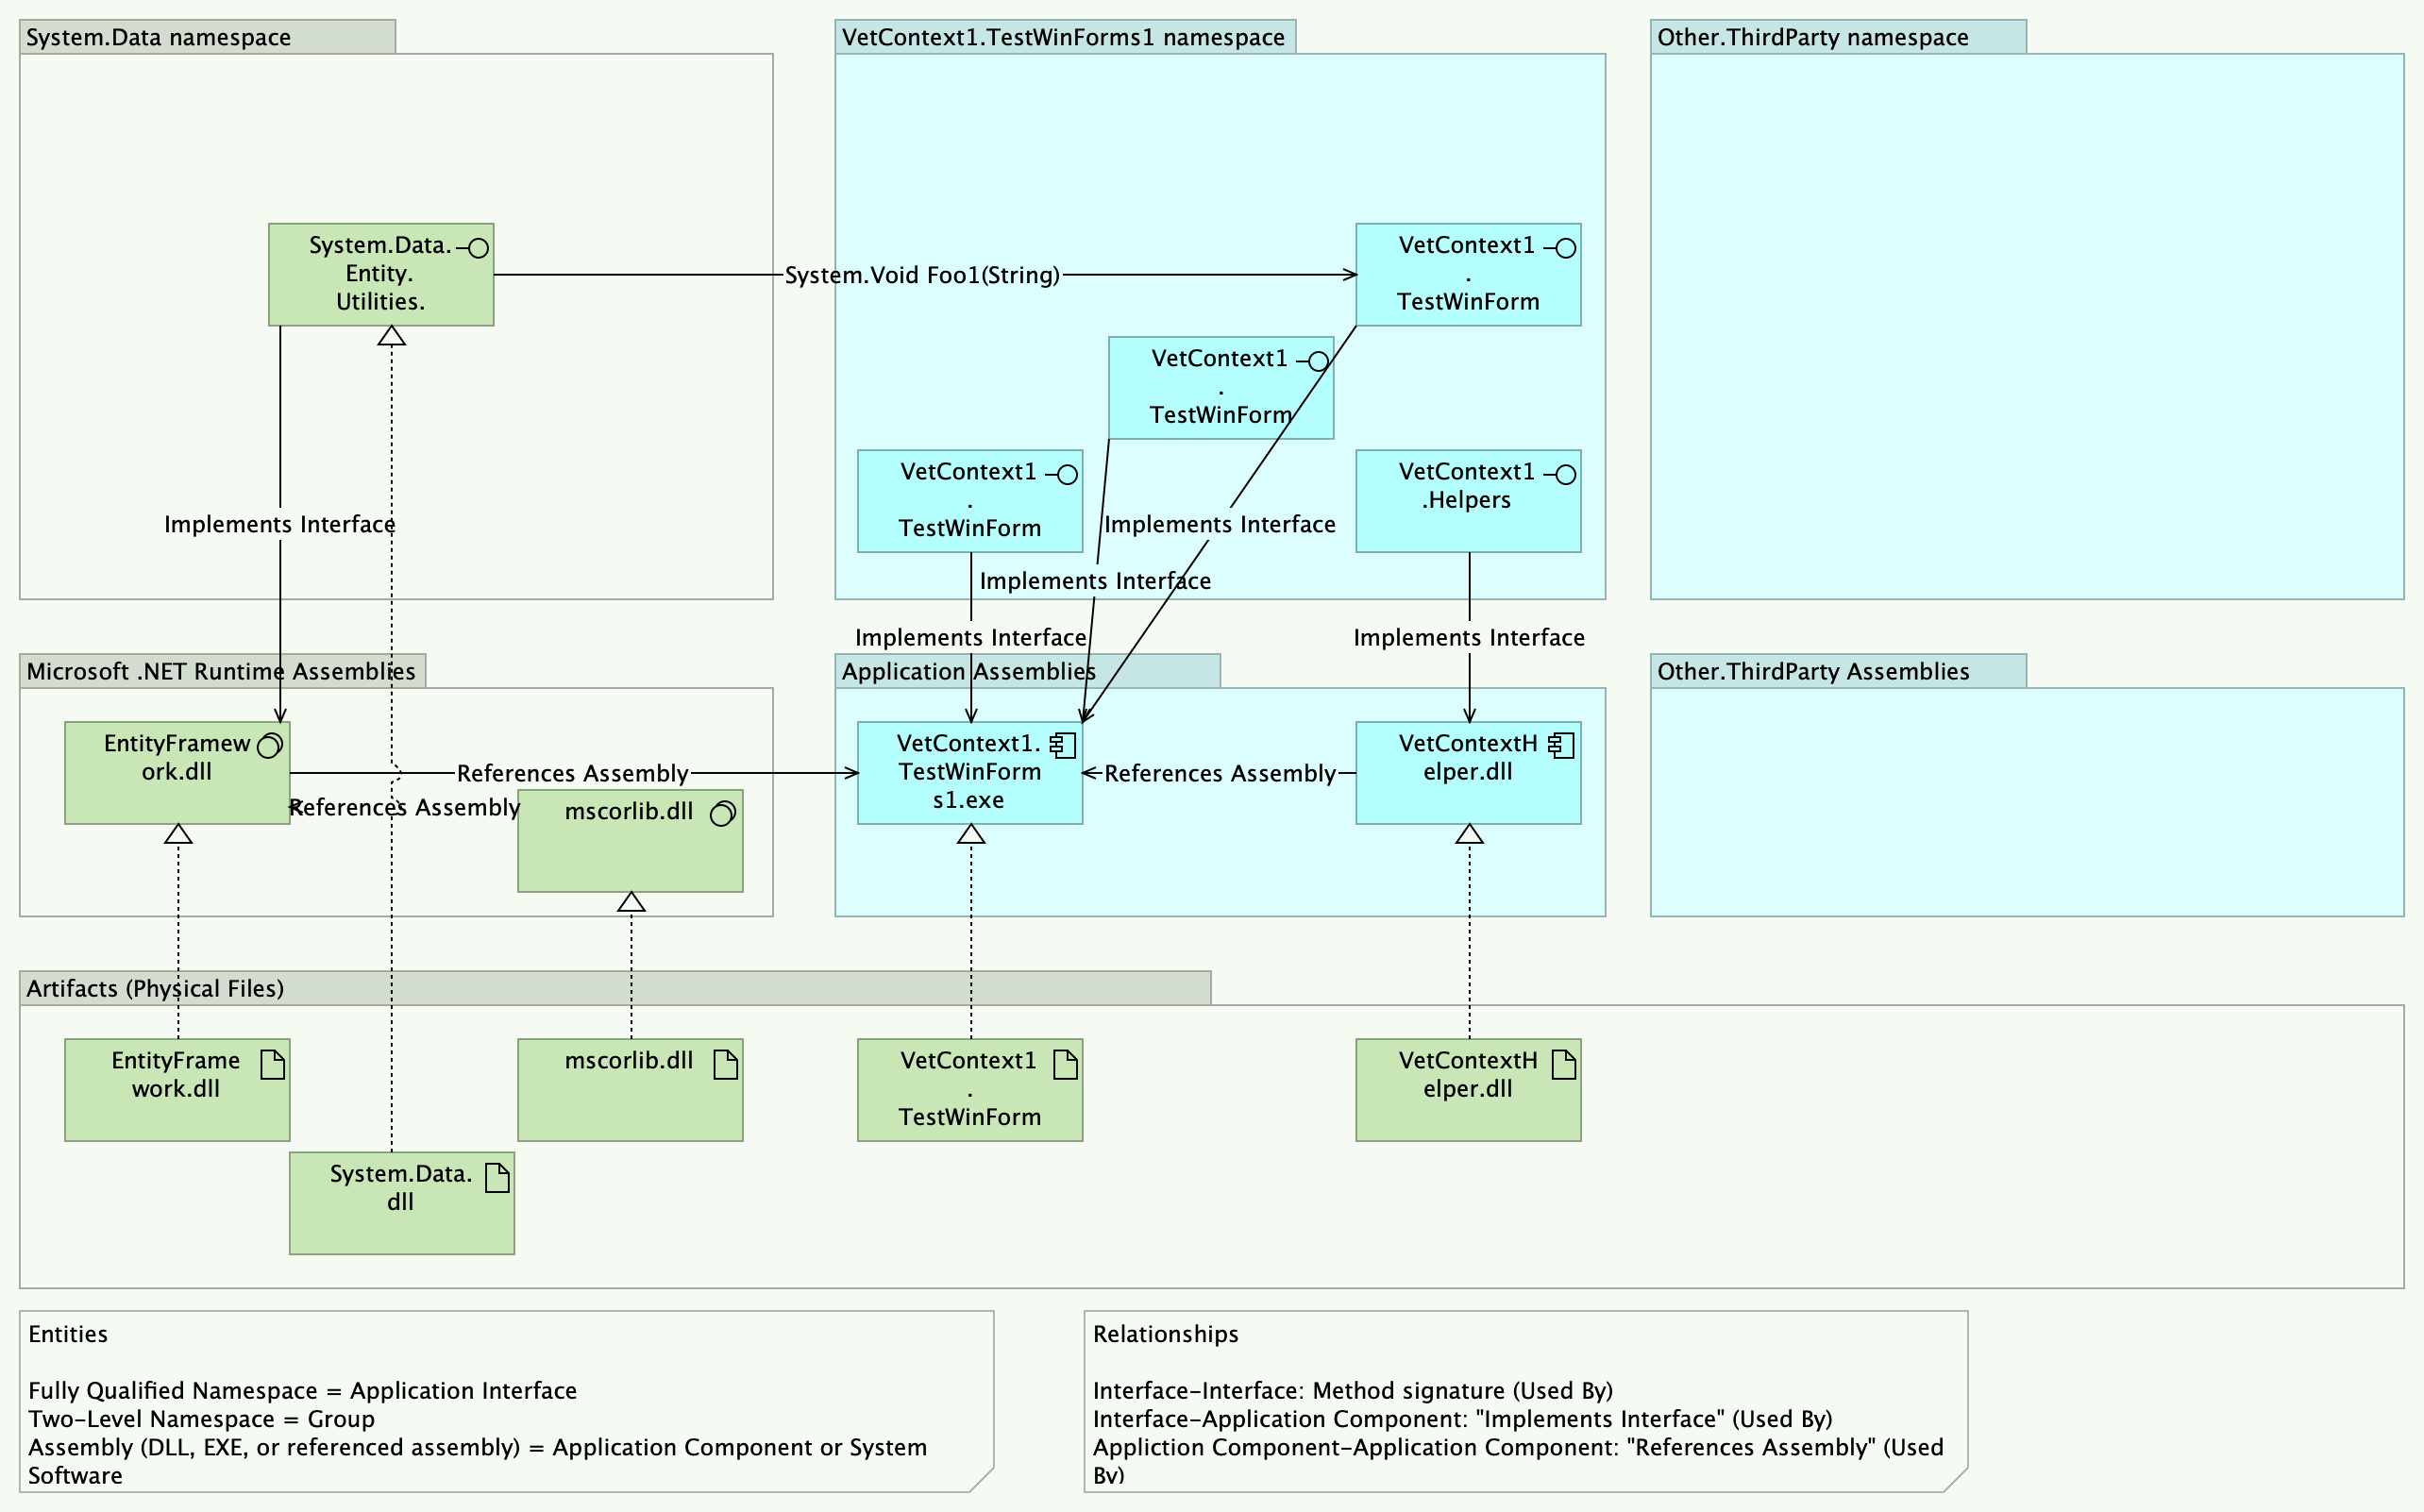 System.Data namespace
VetContext1.TestWinForms1 namespace
Other.ThirdParty namespace
System.Data.
Entity.
Utilities.
System.Void Foo1(String)
VetContext1
.
TestWinForm
VetContext1
.
TestWinForm
VetContext1
.
TestWinForm
VetContext1
.Helpers
Implements Interface
Implements Interface
Implements Interface
Implements Interface
Implements Interface
Microsoft .NET Runtime Assemblies
Application Assemblies
Other.ThirdParty Assemblies
EntityFramew
ork.dll
References Assembly
References Assembly
mscorlib.dll
VetContext1.
TestWinForm
s1.exe
References Assembly
VetContextH
elper.dll
Artifacts (Physical Files)
EntityFrame
work.dll
mscorlib.dll
VetContext1
.
TestWinForm
VetContextH
elper.dll
System.Data.
dll
Entities
Fully Qualified Namespace = Application Interface
Two-Level Namespace = Group
Assembly (DLL, EXE, or referenced assembly) = Application Component or System
Software
Relationships
Interface-Interface: Method signature (Used By)
Interface-Application Component: "Implements Interface" (Used By)
Appliction Component-Application Component: "References Assembly" (Used
By)